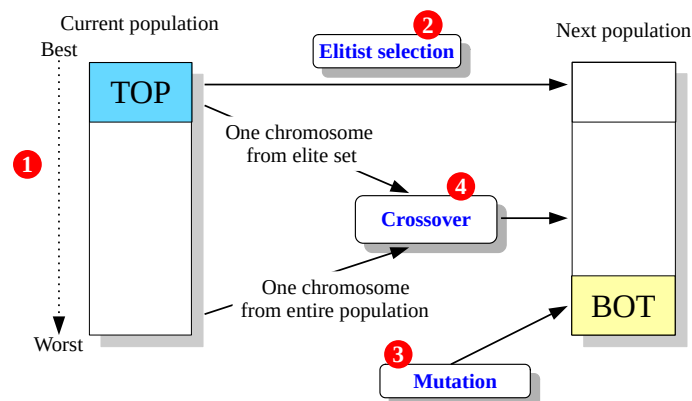 Current population
Best
2
Elitist selection
Next population
TOP
One chromosome
from elite set
1
4
Crossover
One chromosome
from entire population
BOT
Worst
3
Mutation